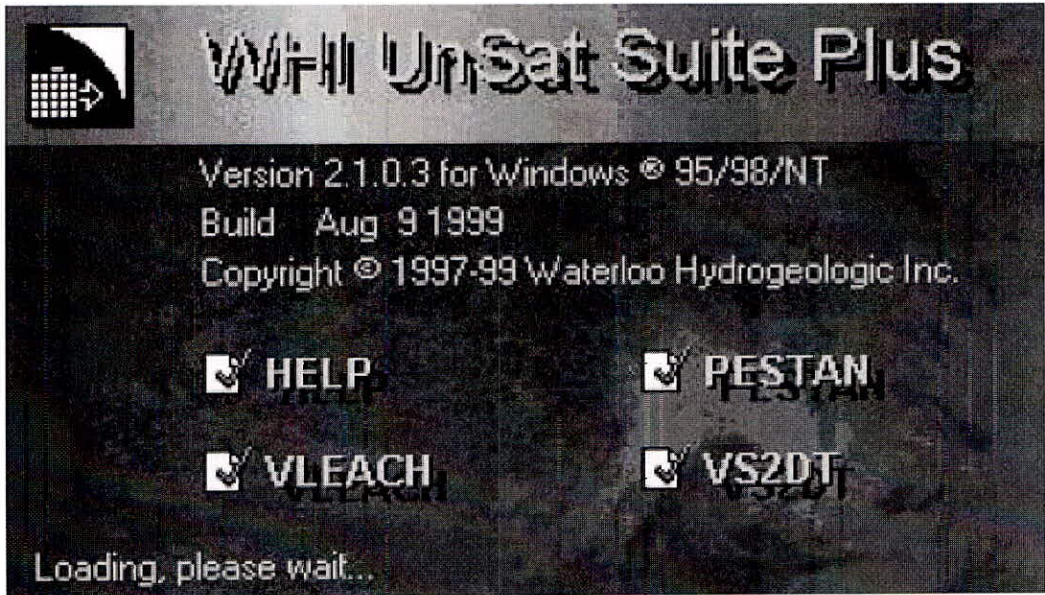 WHI UnSat Suite Plus
Version 2.1.0.3 for Windows ® 95/98/NT
Build Aug 9 1999
Copyright © 1997-99 Waterloo Hydrogeologic Inc.
HELP PESTAN
VLEACH VS2DT
Loading, please wait...